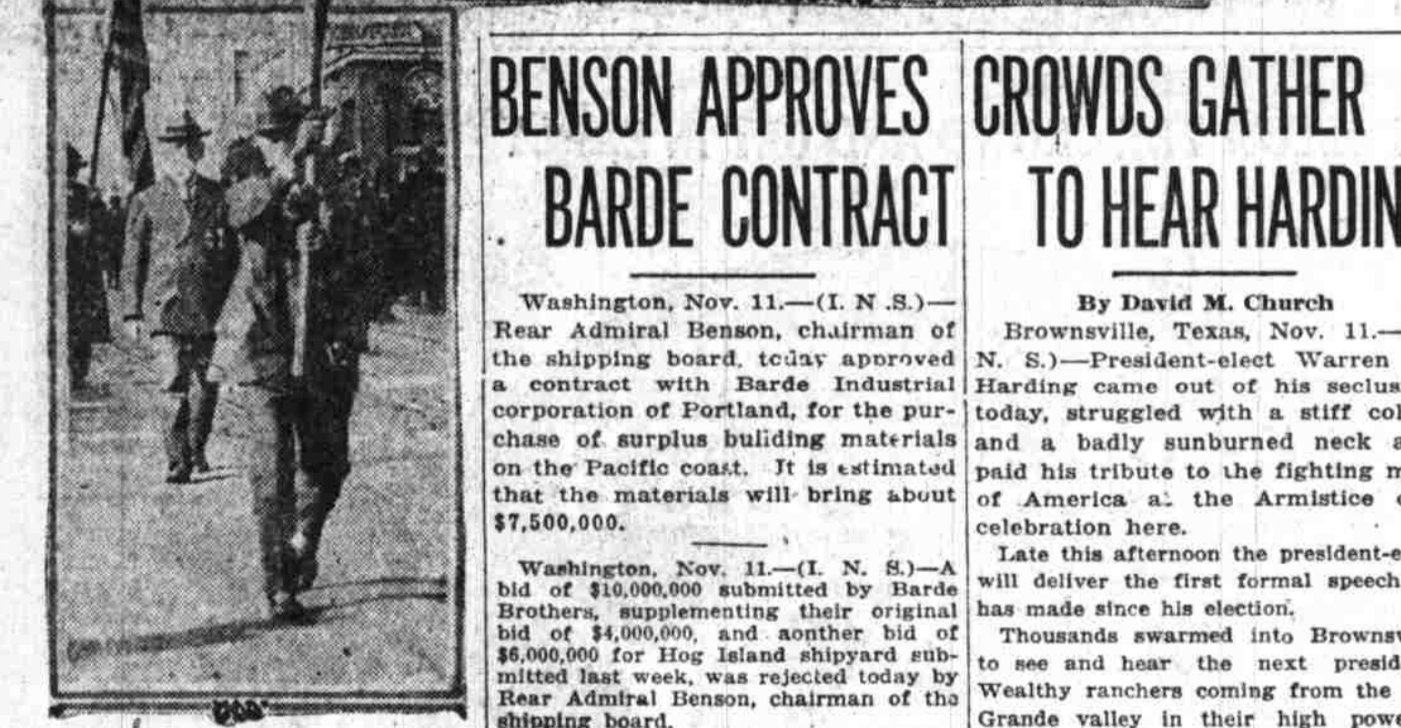 BENSON APPROVES
BARDE CONTRACT
Washington, Nov. 11.—(I. N .S.)—
Rear Admiral Benson, chairman of
the shipping board, today approved
a contract with Barde Industrial
corporation of Portland, for the pur-
chase of surplus building materials
on the Pacific coast. It is estimated
that the materials will bring about
$7,500,000.
Washington, Nov. 11.—(I. N. S.)—A
bid of $10,000,000 submitted by Barde
Brothers, supplementing their original
bid of $4,000,000, and aonther bid of
$6,000,000 for Hog Island shipyard sub-
mitted last week, was rejected today by
Rear Admiral Benson, chairman of the
shipping board.
CROWDS GATHER
TO HEAR HARDIN
By David M. Church
Brownsville, Texas, Nov. 11.—
N. S.)—President-elect Warren
Harding came out of his seclus
today, struggled with a stiff col
and a badly sunburned neck a
paid his tribute to the fighting m
of America at the Armistice
celebration here.
Late this afternoon the president-e
will deliver the first formal speech
has made since his election.
Thousands swarmed into Brownsv
to see and hear the next presid
Wealthy ranchers coming from the
Grande valley in their high powe